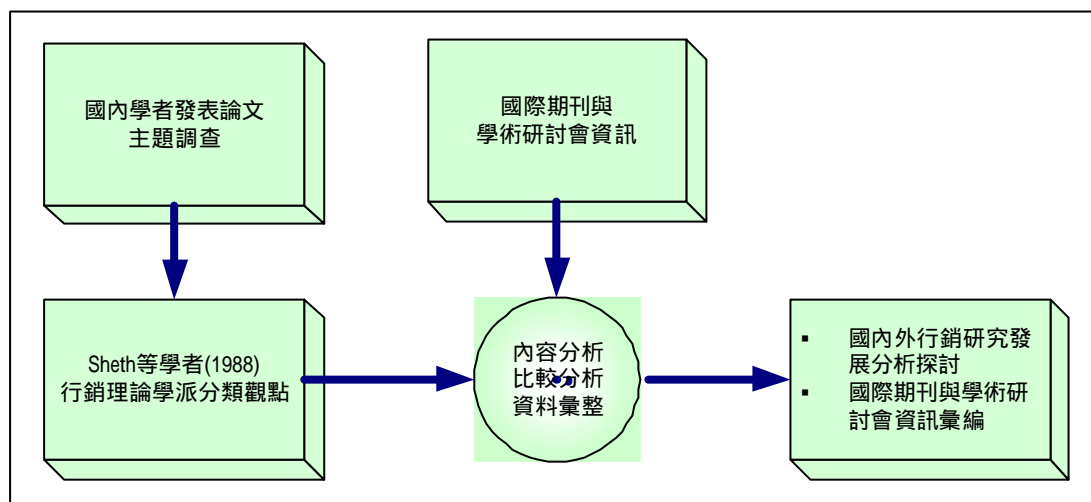 國內學者發表論文
主題調查
國際期刊與
學術研討會資訊
Sheth等學者(1988)
行銷理論學派分類觀點
內容分析
比較分析
資料彙整
▪ 國內外行銷研究發
展分析探討
▪ 國際期刊與學術研
討會資訊彙編